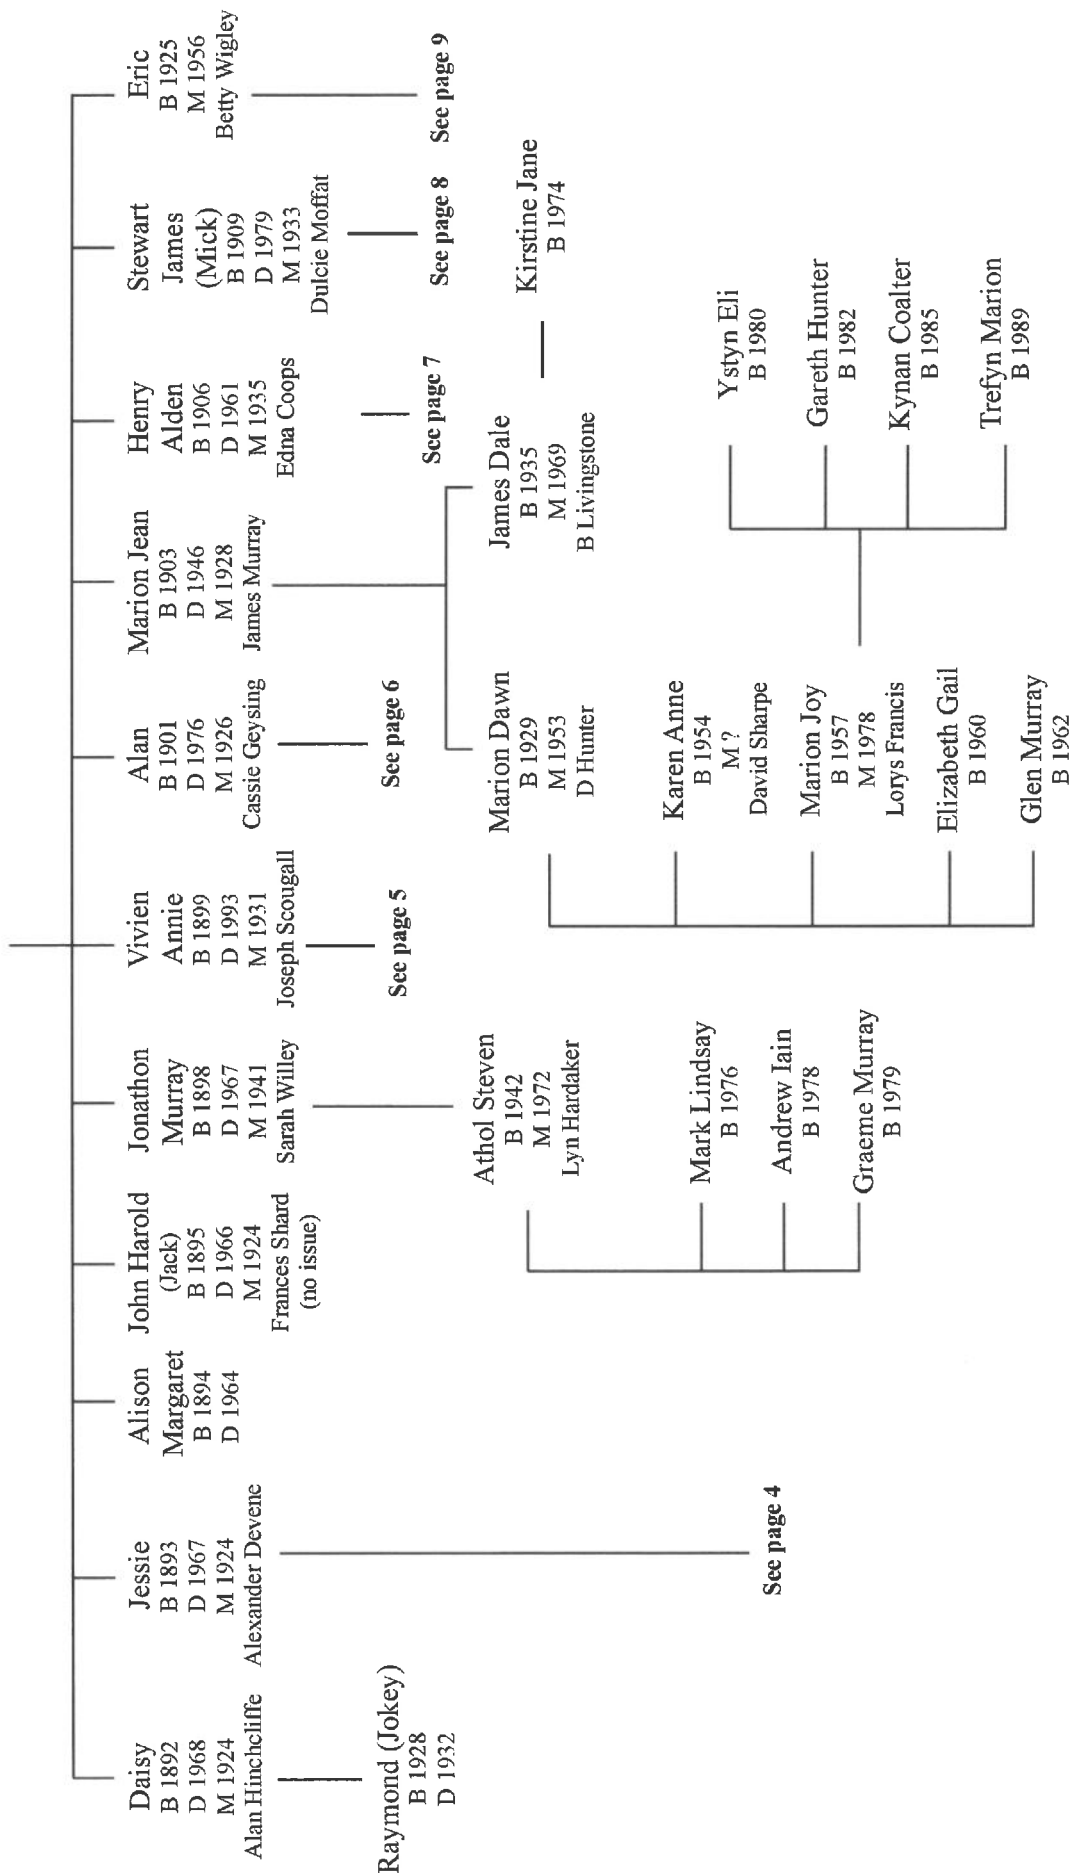 Daisy
B 1892
D 1968
M 1924
Alan Hinchcliffe
Raymond (Jokey)
B 1928
D 1932
Jessie
B 1893
D 1967
M 1924
Alexander Devene
See page 4
Alison
Margaret
B 1894
D 1964
John Harold
(Jack)
B 1895
D 1966
M 1924
Frances Shard
(no issue)
Jonathon
Murray
B 1898
D 1967
M 1941
Sarah Willey
Athol Steven
B 1942
M 1972
Lyn Hardaker
Mark Lindsay
B 1976
Andrew Iain
B 1978
Graeme Murray
B 1979
Vivien
Annie
B 1899
D 1993
M 1931
Joseph Scougall
See page 5
Alan
B 1901
D 1976
M 1926
Cassie Geysing
See page 6
Marion Jean
B 1903
D 1946
M 1928
James Murray
Marion Dawn
B 1929
M 1953
D Hunter
Karen Anne
B 1954
M ?
David Sharpe
Marion Joy
B 1957
M 1978
Lorys Francis
Elizabeth Gail
B 1960
Glen Murray
B 1962
Ystyn Eli
B 1980
Gareth Hunter
B 1982
Kynan Coalter
B 1985
Trefyn Marion
B 1989
James Dale
B 1935
M 1969
B Livingstone
Kirstine Jane
B 1974
Henry
Alden
B 1906
D 1961
M 1935
Edna Coops
See page 7
Stewart
James
(Mick)
B 1909
D 1979
M 1933
Dulcie Moffat
See page 8
Eric
B 1925
M 1956
Betty Wigley
See page 9